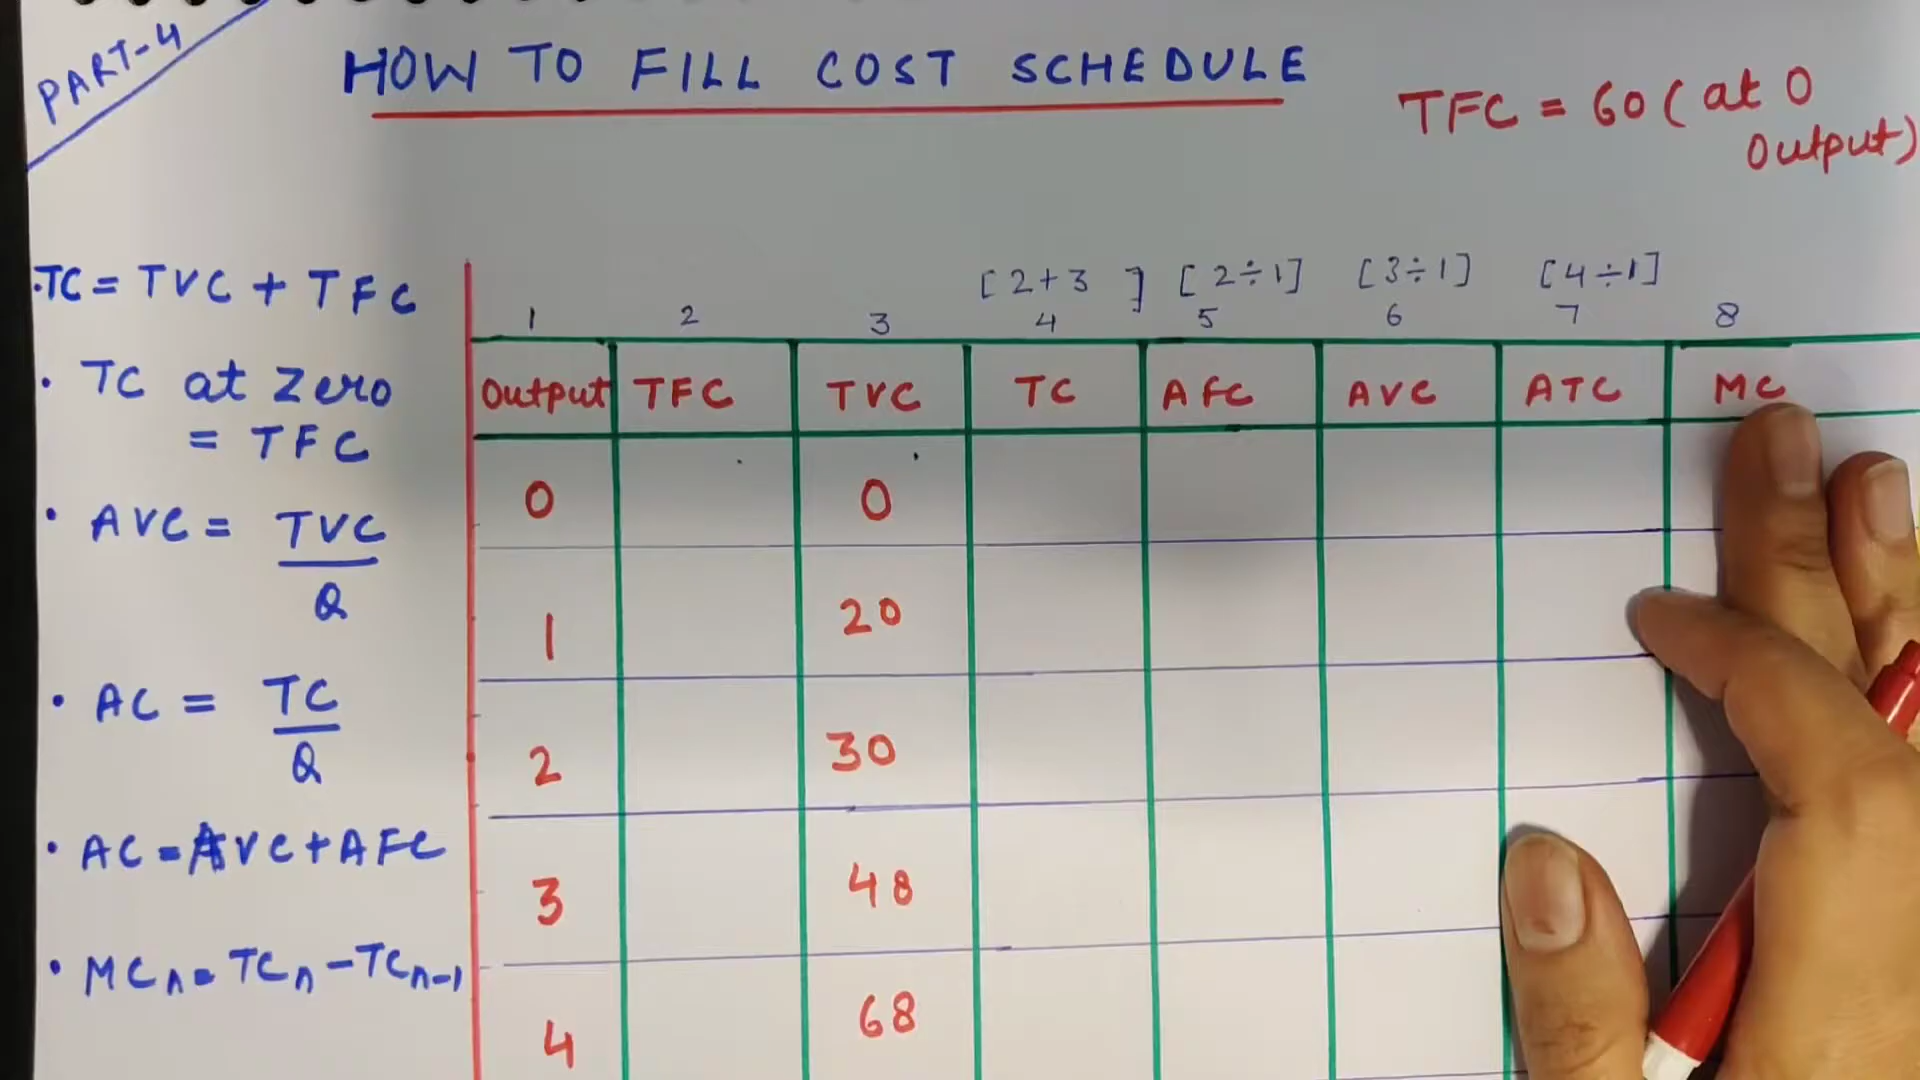 PART-4
HOW TO FILL COST SCHEDULE
TFC = 60 ( at 0
Output)
.TC = TVC + TFC
• TC at Zero
= TFC
• AVC = TVC
Q
• AC = TC
Q
• AC = AVC + AFC
• MCn = TCn - TCn-1
[2+3] [2÷1] [3÷1] [4÷1]
1 2 3 4 5 6 7 8
Output TFC TVC TC AFC AVC ATC MC
0 0
1 20
2 30
3 48
4 68